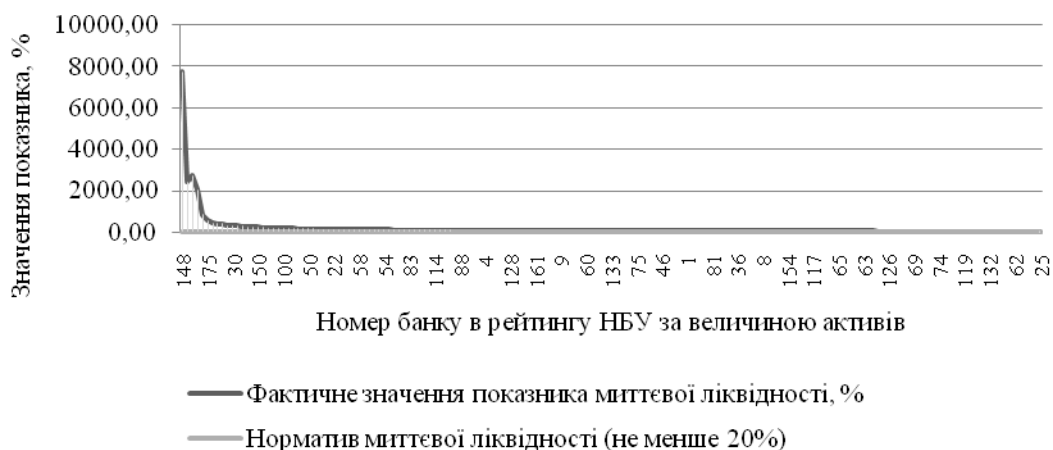 Значення показника, %
10000,00
8000,00
6000,00
4000,00
2000,00
0,00
148 175 30 150 100 50 22 58 54 83 114 88 4 128 161 9 60 133 75 46 1 81 36 8 154 117 65 63 126 69 74 119 132 62 25
Номер банку в рейтингу НБУ за величиною активів
Фактичне значення показника миттєвої ліквідності, %
Норматив миттєвої ліквідності (не менше 20%)